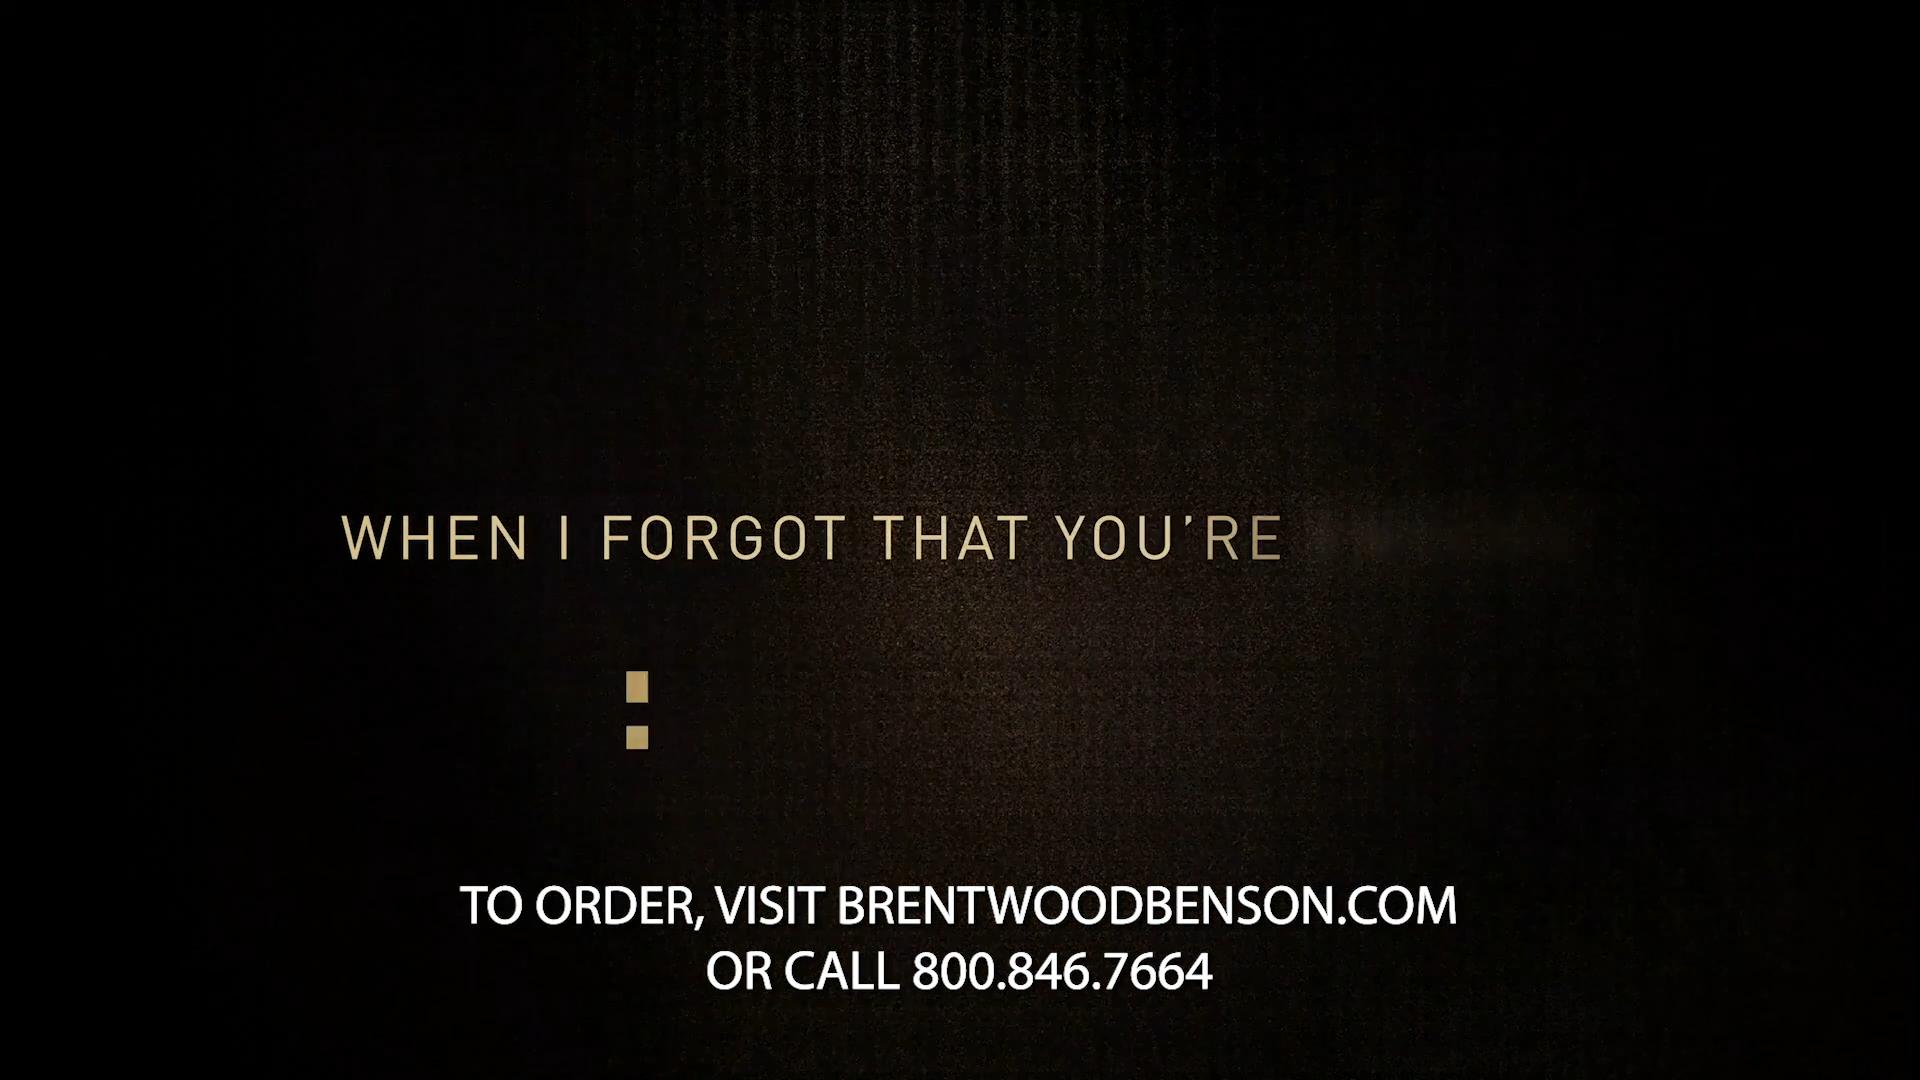 WHEN I FORGOT THAT YOU'RE
TO ORDER, VISIT BRENTWOODBENSON.COM
OR CALL 800.846.7664